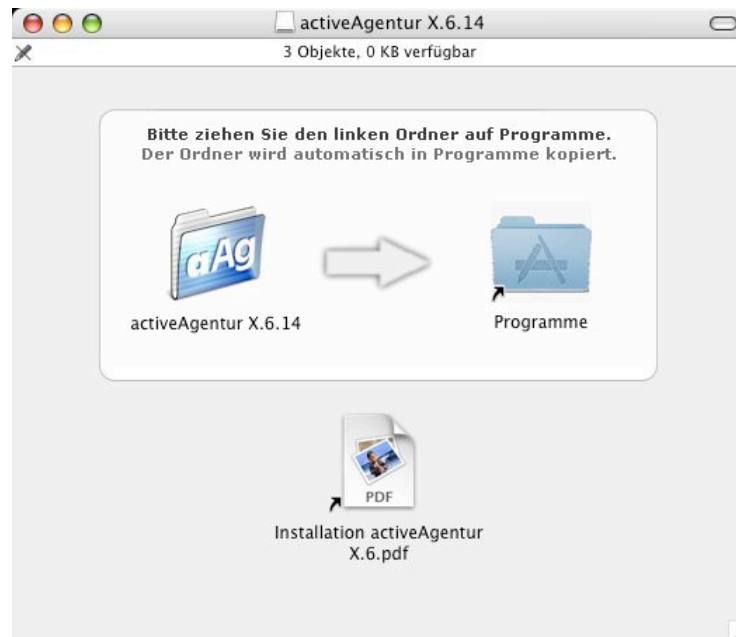 activeAgentur X.6.14
3 Objekte, 0 KB verfügbar
Bitte ziehen Sie den linken Ordner auf Programme.
Der Ordner wird automatisch in Programme kopiert.
aAg
activeAgentur X.6.14
Programme
PDF
Installation activeAgentur
X.6.pdf